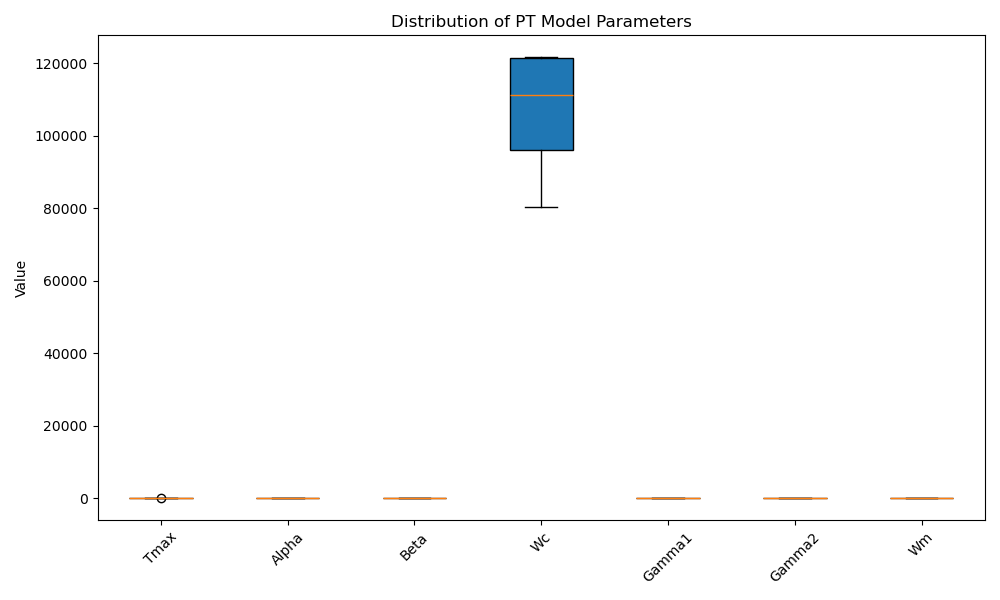 Distribution of PT Model Parameters
120000
100000
80000
60000
40000
20000
0
Value
Tmax
Alpha
Beta
Wc
Gamma1
Gamma2
Wm